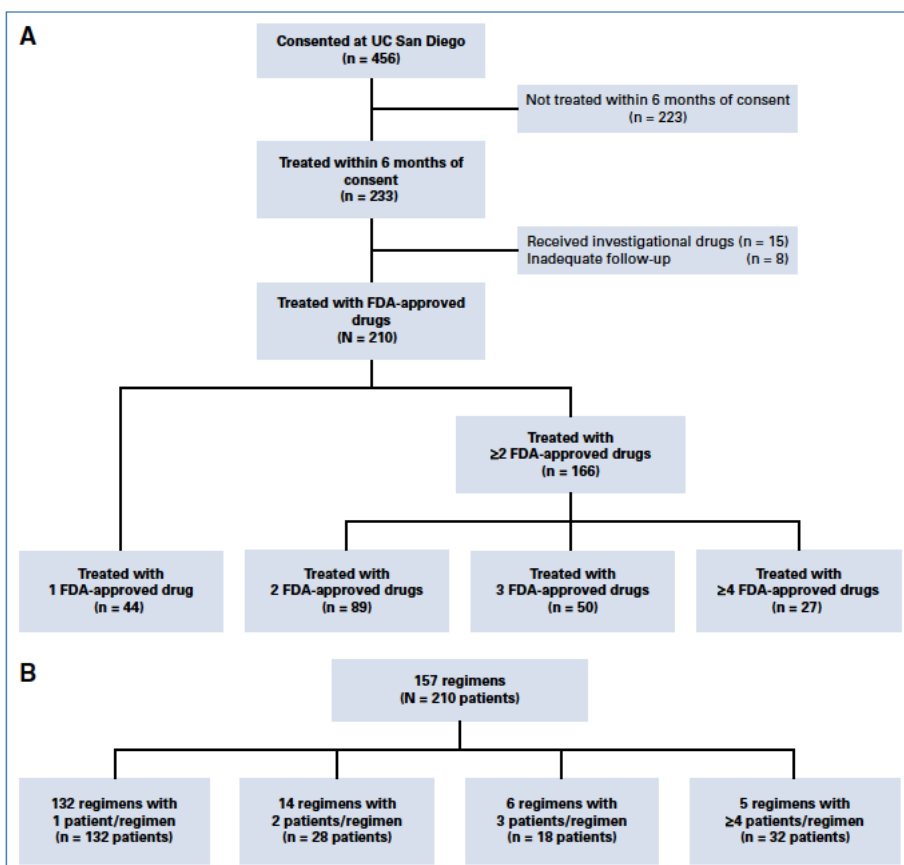 A
Consented at UC San Diego
(n = 456)
Not treated within 6 months of consent
(n = 223)
Treated within 6 months of
consent
(n = 233)
Received investigational drugs (n = 15)
Inadequate follow-up (n = 8)
Treated with FDA-approved
drugs
(N = 210)
Treated with
≥2 FDA-approved drugs
(n = 166)
Treated with
1 FDA-approved drug
(n = 44)
Treated with
2 FDA-approved drugs
(n = 89)
Treated with
3 FDA-approved drugs
(n = 50)
Treated with
≥4 FDA-approved drugs
(n = 27)
B
157 regimens
(N = 210 patients)
132 regimens with
1 patient/regimen
(n = 132 patients)
14 regimens with
2 patients/regimen
(n = 28 patients)
6 regimens with
3 patients/regimen
(n = 18 patients)
5 regimens with
≥4 patients/regimen
(n = 32 patients)